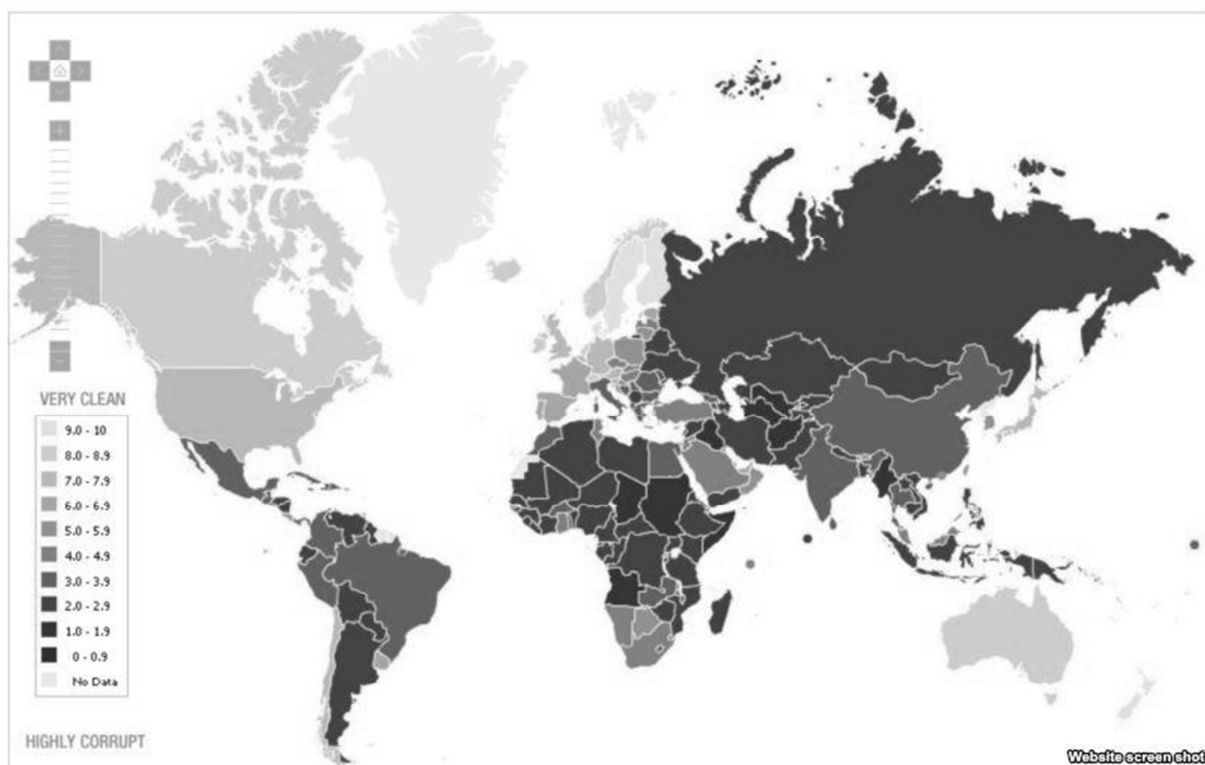 VERY CLEAN
9.0 - 10
8.0 - 8.9
7.0 - 7.9
6.0 - 6.9
5.0 - 5.9
4.0 - 4.9
3.0 - 3.9
2.0 - 2.9
1.0 - 1.9
0 - 0.9
No Data
HIGHLY CORRUPT
Website screen shot